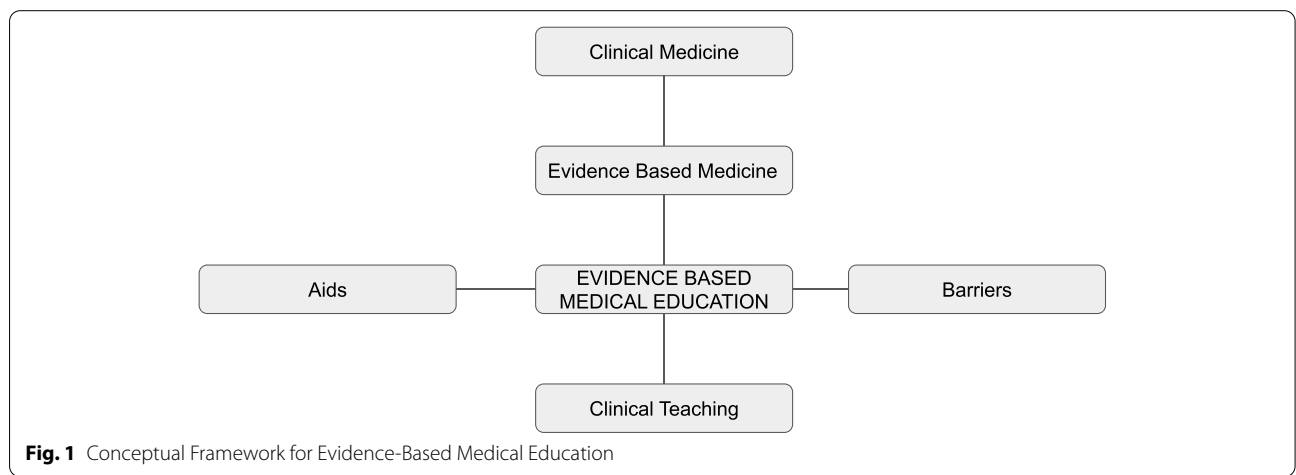 Clinical Medicine
Evidence Based Medicine
Aids
EVIDENCE BASED
MEDICAL EDUCATION
Barriers
Clinical Teaching
Fig. 1 Conceptual Framework for Evidence-Based Medical Education